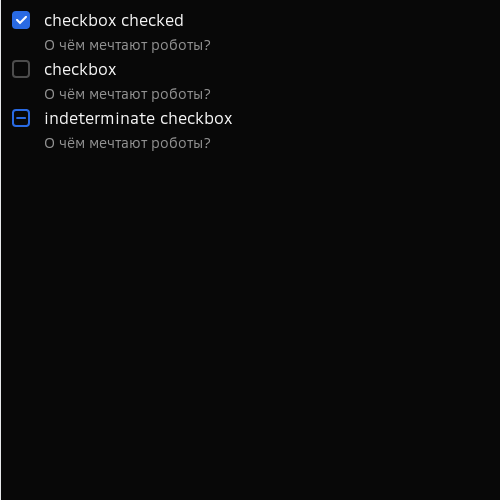 checkbox checked
О чём мечтают роботы?
checkbox
О чём мечтают роботы?
indeterminate checkbox
О чём мечтают роботы?